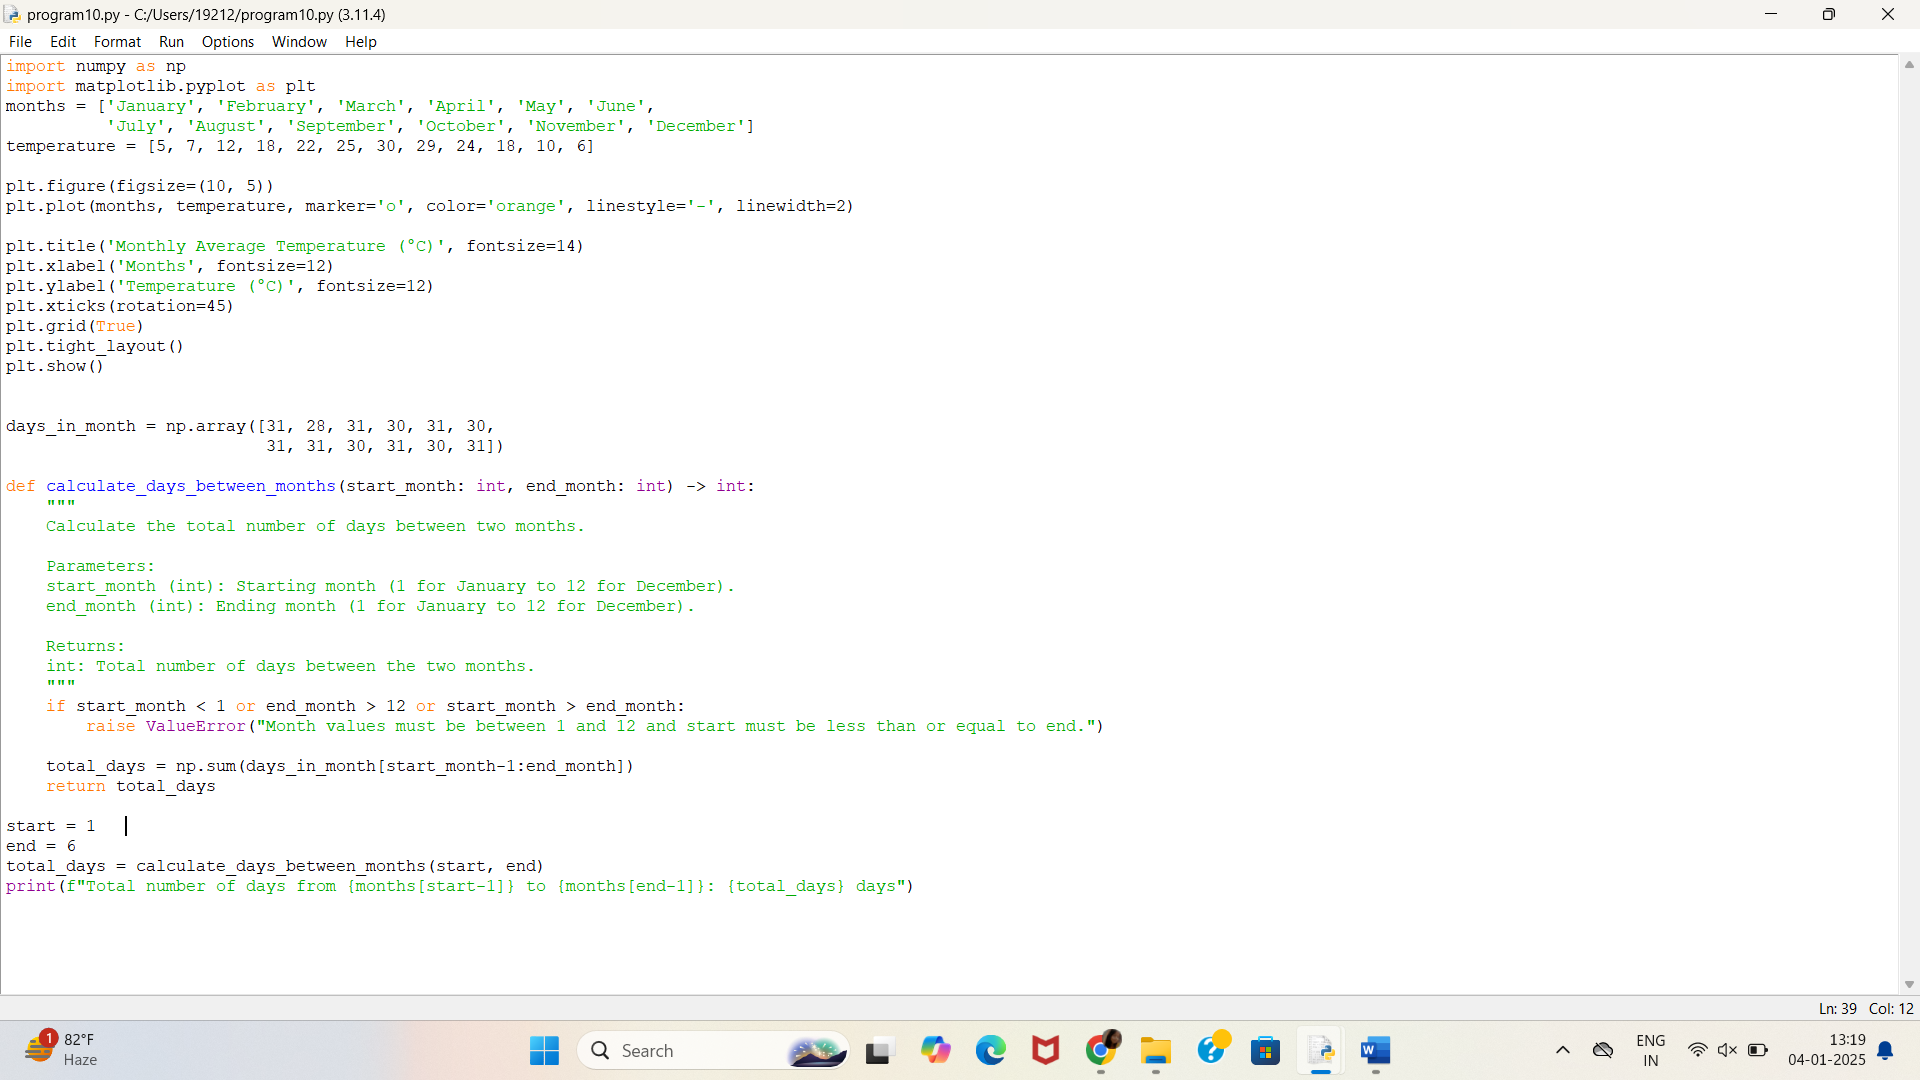 program10.py - C:/Users/19212/program10.py (3.11.4)
File Edit Format Run Options Window Help
import numpy as np
import matplotlib.pyplot as plt
months = ['January', 'February', 'March', 'April', 'May', 'June',
          'July', 'August', 'September', 'October', 'November', 'December']
temperature = [5, 7, 12, 18, 22, 25, 30, 29, 24, 18, 10, 6]

plt.figure(figsize=(10, 5))
plt.plot(months, temperature, marker='o', color='orange', linestyle='-', linewidth=2)

plt.title('Monthly Average Temperature (°C)', fontsize=14)
plt.xlabel('Months', fontsize=12)
plt.ylabel('Temperature (°C)', fontsize=12)
plt.xticks(rotation=45)
plt.grid(True)
plt.tight_layout()
plt.show()


days_in_month = np.array([31, 28, 31, 30, 31, 30,
                          31, 31, 30, 31, 30, 31])

def calculate_days_between_months(start_month: int, end_month: int) -> int:
    """
    Calculate the total number of days between two months.

    Parameters:
    start_month (int): Starting month (1 for January to 12 for December).
    end_month (int): Ending month (1 for January to 12 for December).

    Returns:
    int: Total number of days between the two months.
    """
    if start_month < 1 or end_month > 12 or start_month > end_month:
        raise ValueError("Month values must be between 1 and 12 and start must be less than or equal to end.")

    total_days = np.sum(days_in_month[start_month-1:end_month])
    return total_days

start = 1
end = 6
total_days = calculate_days_between_months(start, end)
print(f"Total number of days from {months[start-1]} to {months[end-1]}: {total_days} days")
Ln: 39 Col: 12
1
82°F
Haze
Search
ENG
IN
13:19
04-01-2025